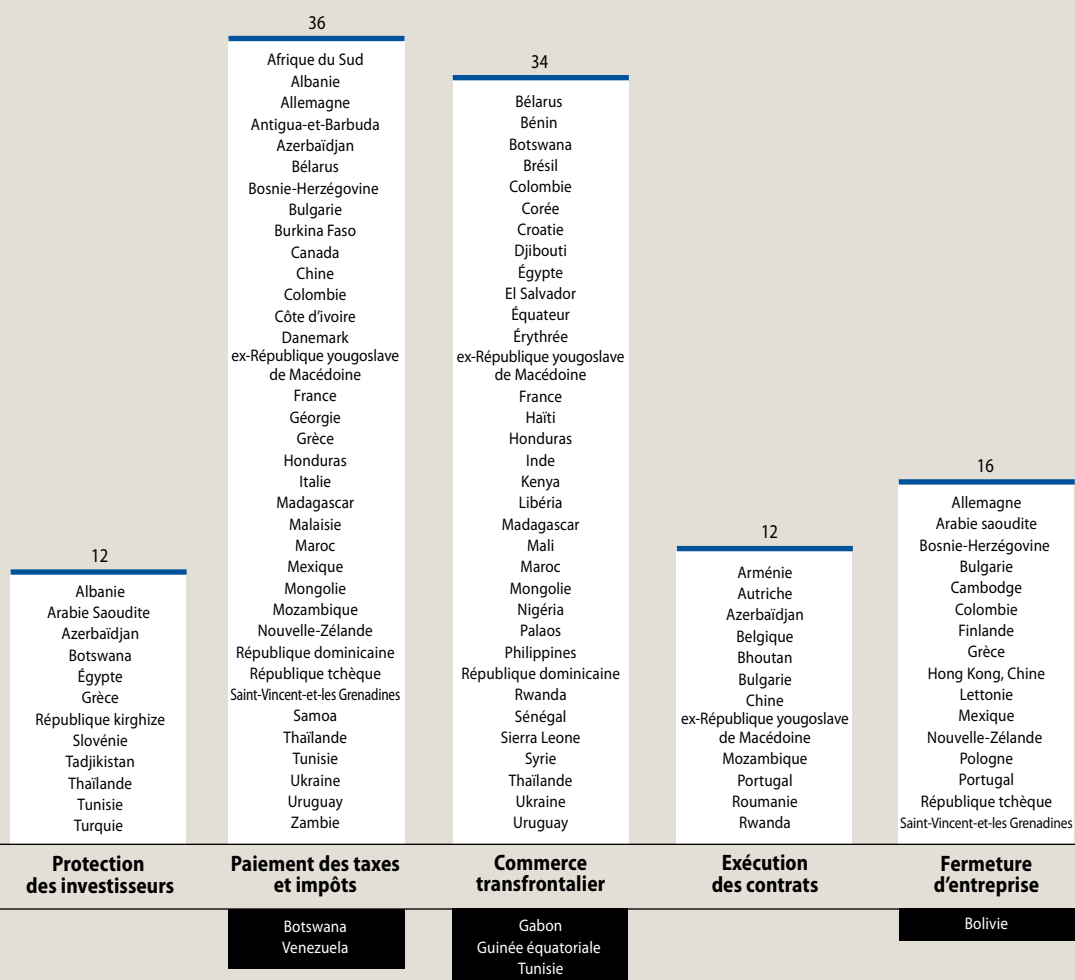 12
Albanie
Arabie Saoudite
Azerbaïdjan
Botswana
Égypte
Grèce
République kirghize
Slovénie
Tadjikistan
Thaïlande
Tunisie
Turquie
Protection
des investisseurs
36
Afrique du Sud
Albanie
Allemagne
Antigua-et-Barbuda
Azerbaïdjan
Bélarus
Bosnie-Herzégovine
Bulgarie
Burkina Faso
Canada
Chine
Colombie
Côte d'ivoire
Danemark
ex-République yougoslave
de Macédoine
France
Géorgie
Grèce
Honduras
Italie
Madagascar
Malaisie
Maroc
Mexique
Mongolie
Mozambique
Nouvelle-Zélande
République dominicaine
République tchèque
Saint-Vincent-et-les Grenadines
Samoa
Thaïlande
Tunisie
Ukraine
Uruguay
Zambie
Paiement des taxes
et impôts
Botswana
Venezuela
34
Bélarus
Bénin
Botswana
Brésil
Colombie
Corée
Croatie
Djibouti
Égypte
El Salvador
Équateur
Érythrée
ex-République yougoslave
de Macédoine
France
Haïti
Honduras
Inde
Kenya
Libéria
Madagascar
Mali
Maroc
Mongolie
Nigéria
Palaos
Philippines
République dominicaine
Rwanda
Sénégal
Sierra Leone
Syrie
Thaïlande
Ukraine
Uruguay
Commerce
transfrontalier
Gabon
Guinée équatoriale
Tunisie
12
Arménie
Autriche
Azerbaïdjan
Belgique
Bhoutan
Bulgarie
Chine
ex-République yougoslave
de Macédoine
Mozambique
Portugal
Roumanie
Rwanda
Exécution
des contrats
16
Allemagne
Arabie saoudite
Bosnie-Herzégovine
Bulgarie
Cambodge
Colombie
Finlande
Grèce
Hong Kong, Chine
Lettonie
Mexique
Nouvelle-Zélande
Pologne
Portugal
République tchèque
Saint-Vincent-et-les Grenadines
Fermeture
d'entreprise
Bolivie